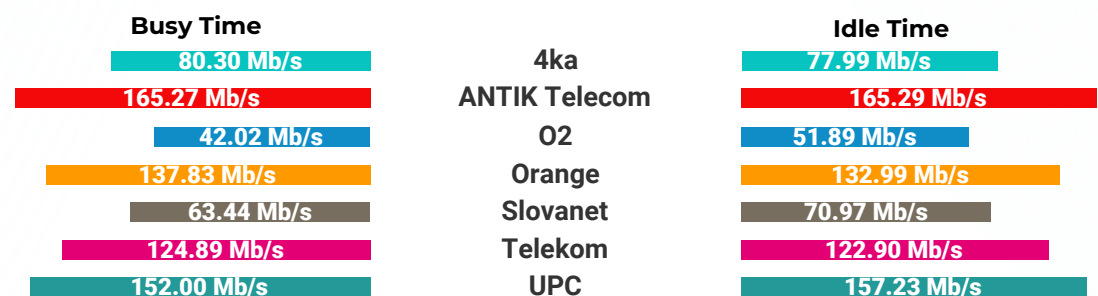 Busy Time Idle Time
80.30 Mb/s 4ka 77.99 Mb/s
165.27 Mb/s ANTIK Telecom 165.29 Mb/s
42.02 Mb/s O2 51.89 Mb/s
137.83 Mb/s Orange 132.99 Mb/s
63.44 Mb/s Slovanet 70.97 Mb/s
124.89 Mb/s Telekom 122.90 Mb/s
152.00 Mb/s UPC 157.23 Mb/s